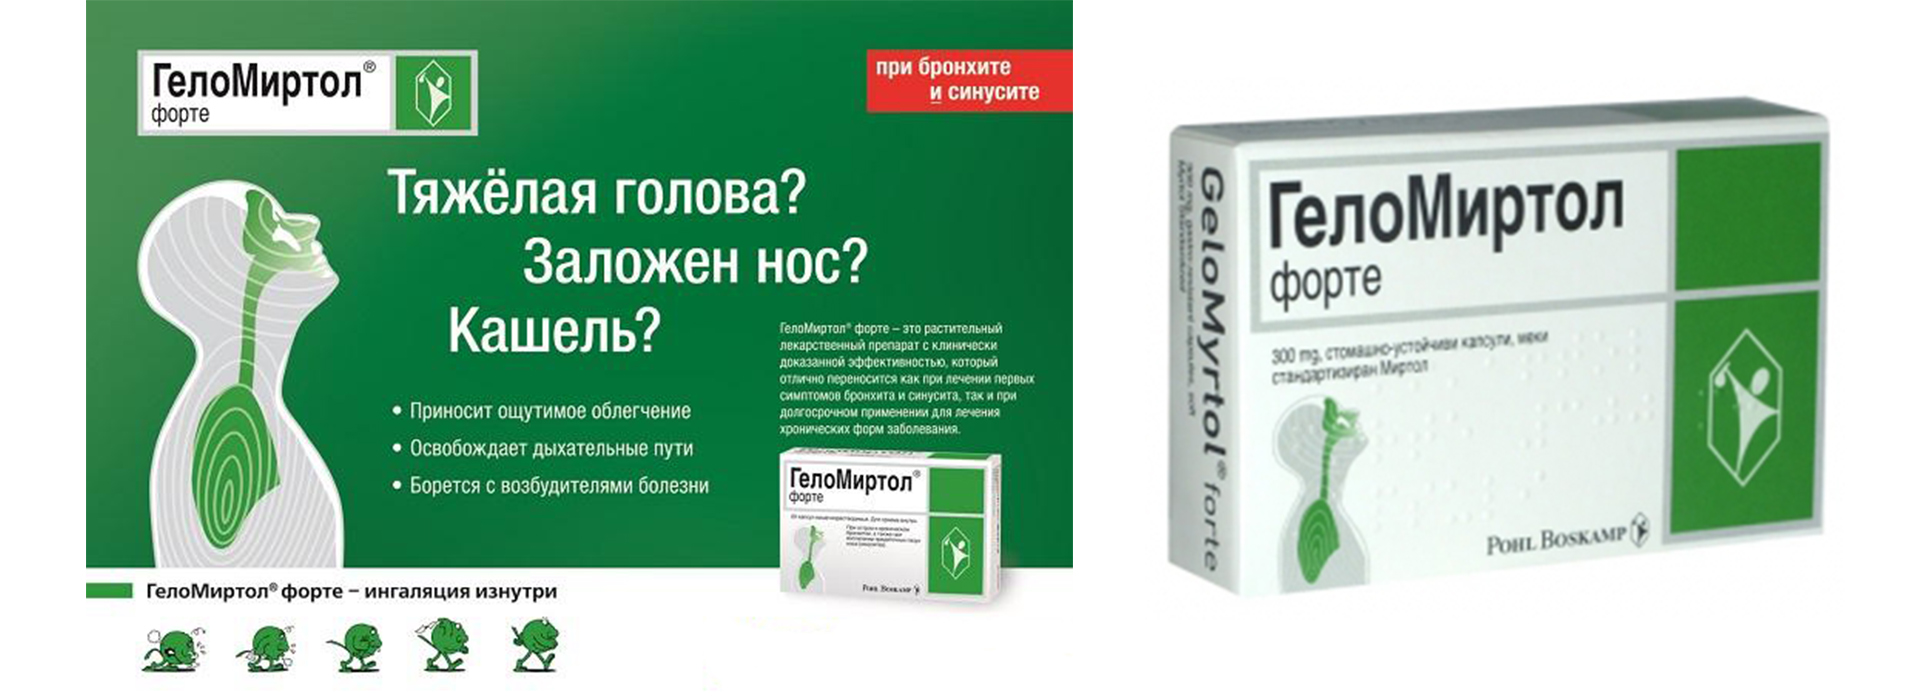 ГелоМиртол®
форте
при бронхите
и синусите
Тяжёлая голова?
Заложен нос?
Кашель?
• Приносит ощутимое облегчение
• Освобождает дыхательные пути
• Борется с возбудителями болезни
ГелоМиртол® форте – это растительный
лекарственный препарат с клинически
доказанной эффективностью, который
отлично переносится как при лечении первых
симптомов бронхита и синусита, так и при
долгосрочном применении для лечения
хронических форм заболевания.
ГелоМиртол®
форте
POHL BOSKAMP
ГелоМиртол® форте – ингаляция изнутри
GeloMyrtol® forte
ГелоМиртол
форте
300 mg, стомашно-устойчиви капсули, меки
стандартизиран Миртол
POHL BOSKAMP